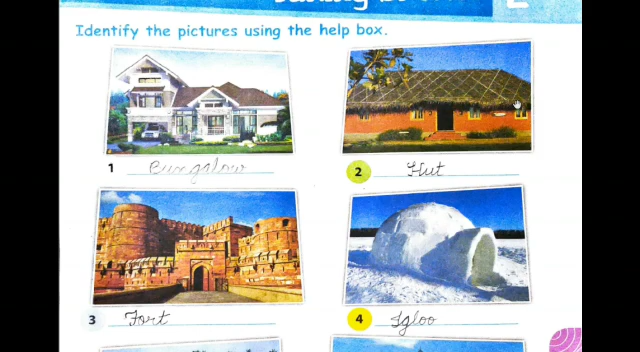 Identify the pictures using the help box.
1 Bungalow
2 Hut
3 Fort
4 Igloo